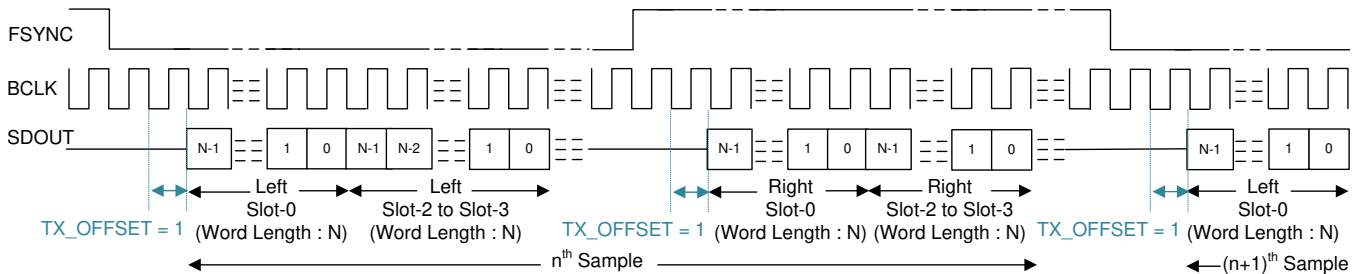 FSYNC
BCLK
SDOUT
N-1 1 0 N-1 N-2 1 0 N-1 1 0 N-1 1 0 N-1 1 0
Left Left Right Right Left
Slot-0 Slot-2 to Slot-3 Slot-0 Slot-2 to Slot-3 Slot-0
TX_OFFSET = 1 (Word Length : N) (Word Length : N) TX_OFFSET = 1 (Word Length : N) (Word Length : N) TX_OFFSET = 1 (Word Length : N)
nth Sample (n+1)th Sample